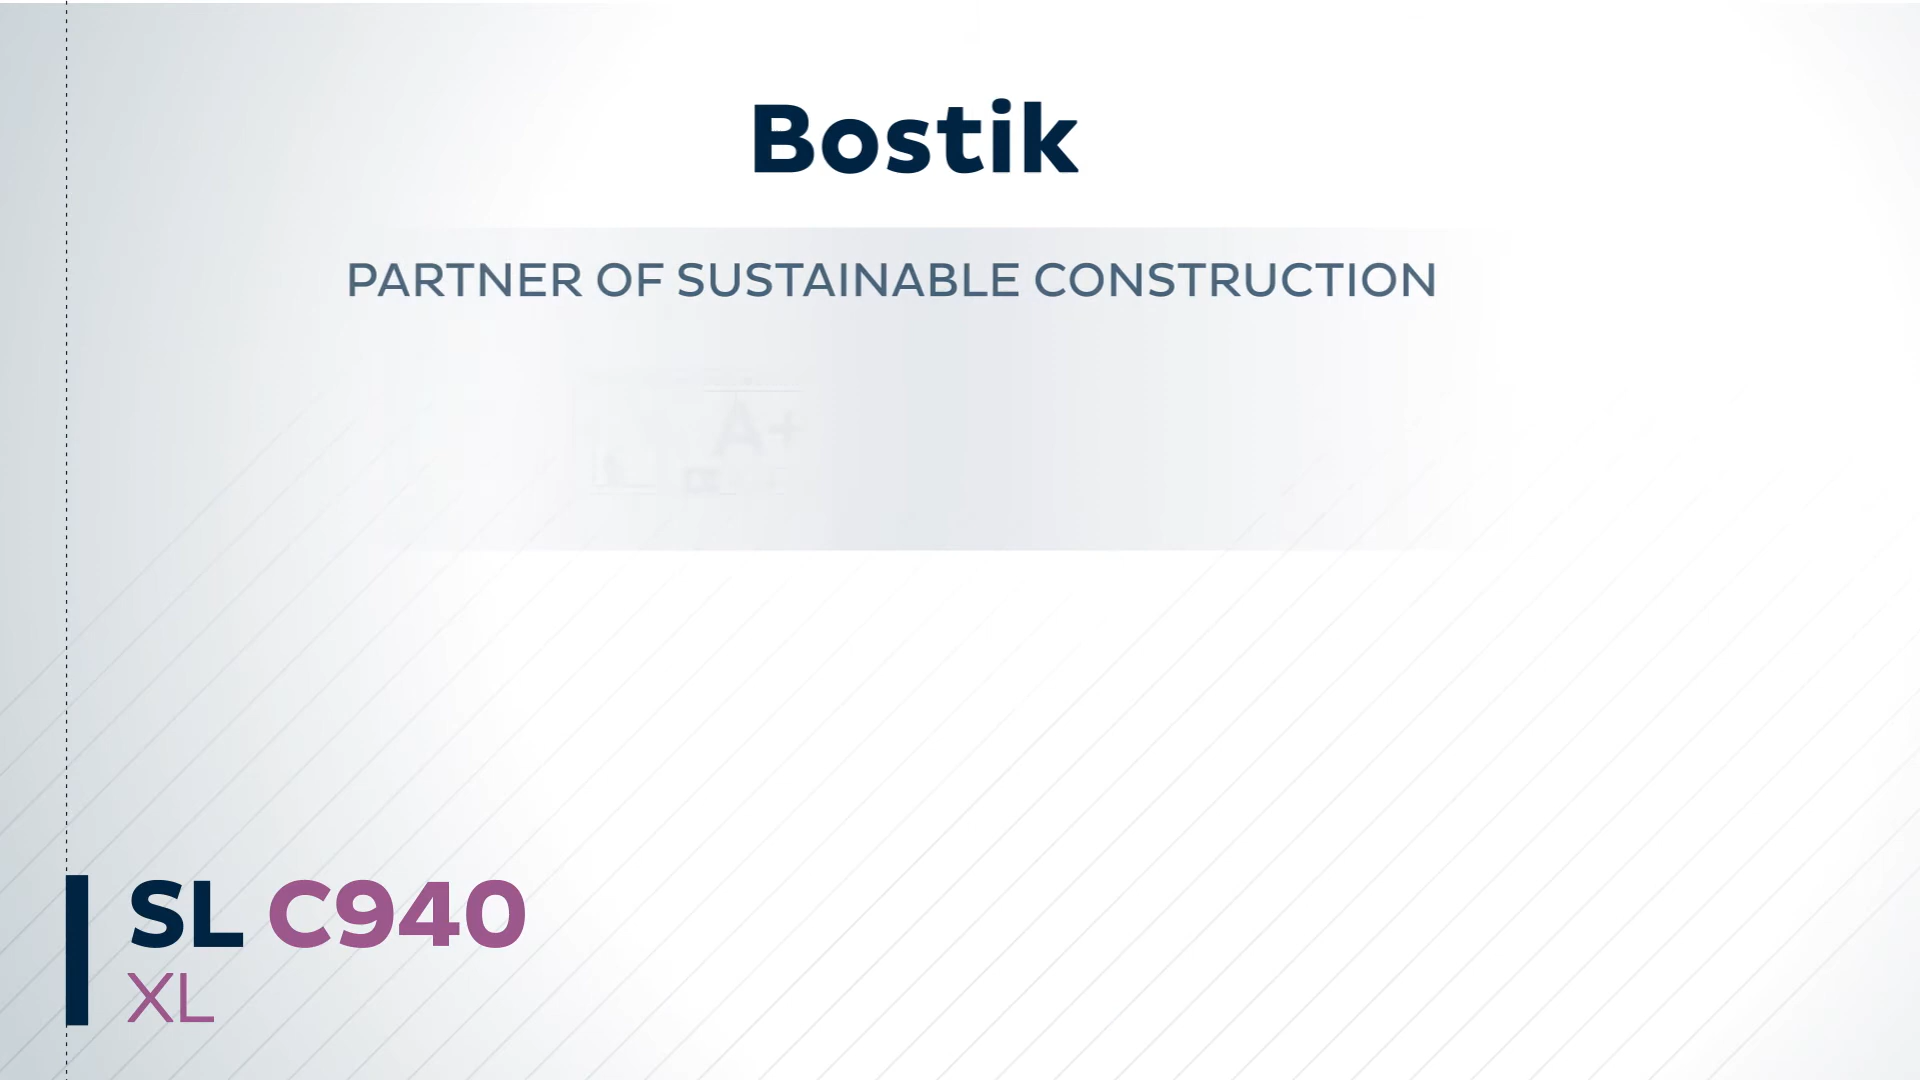 Bostik
PARTNER OF SUSTAINABLE CONSTRUCTION
A+
SL C940
XL